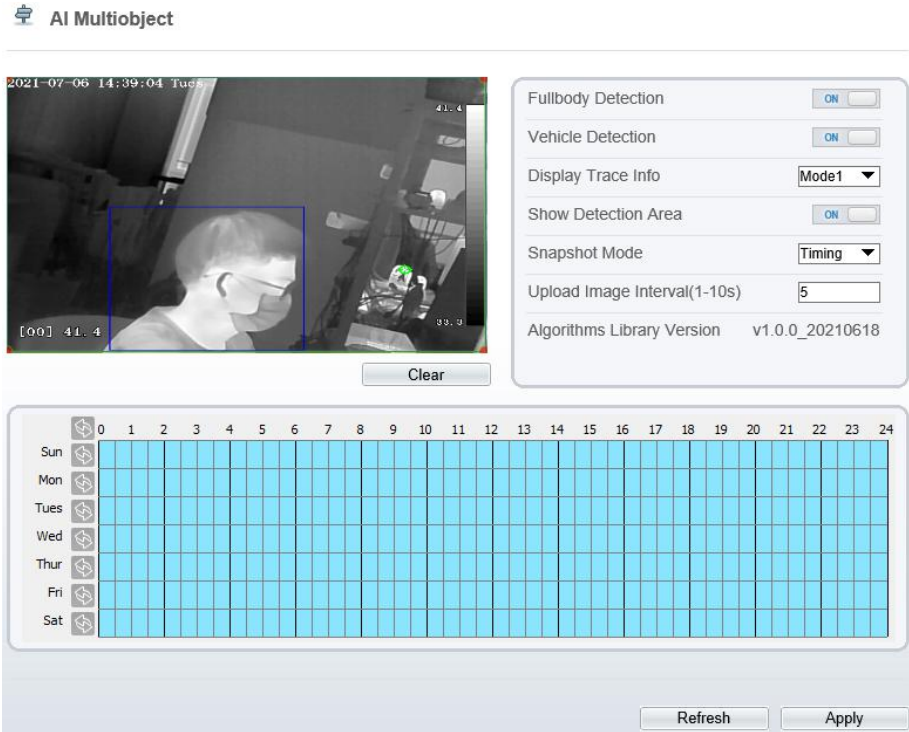 AI Multiobject
2021-07-06 14:39:04 Tues
41.4
33.3
[00] 41.4
Clear
Fullbody Detection ON
Vehicle Detection ON
Display Trace Info Mode1
Show Detection Area ON
Snapshot Mode Timing
Upload Image Interval(1-10s) 5
Algorithms Library Version v1.0.0_20210618
0 1 2 3 4 5 6 7 8 9 10 11 12 13 14 15 16 17 18 19 20 21 22 23 24
Sun
Mon
Tues
Wed
Thur
Fri
Sat
Refresh Apply